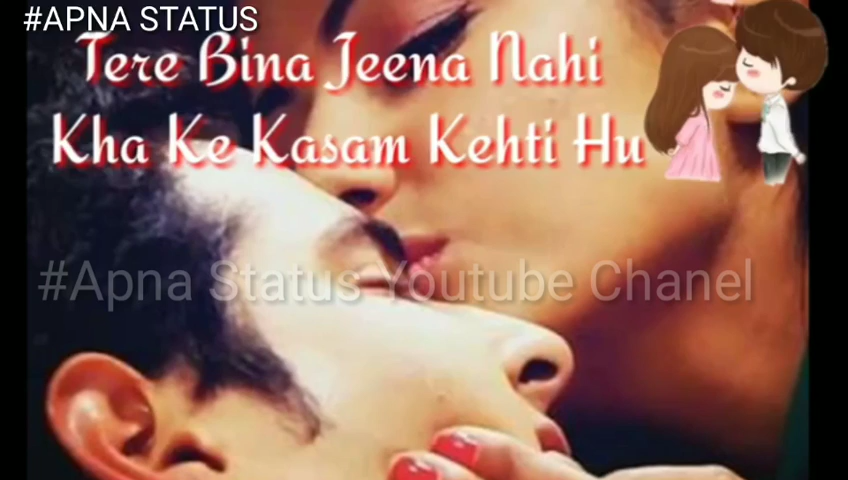 #APNA STATUS
Tere Bina Jeena Nahi
Kha Ke Kasam Kehti Hu
#Apna Status Youtube Chanel